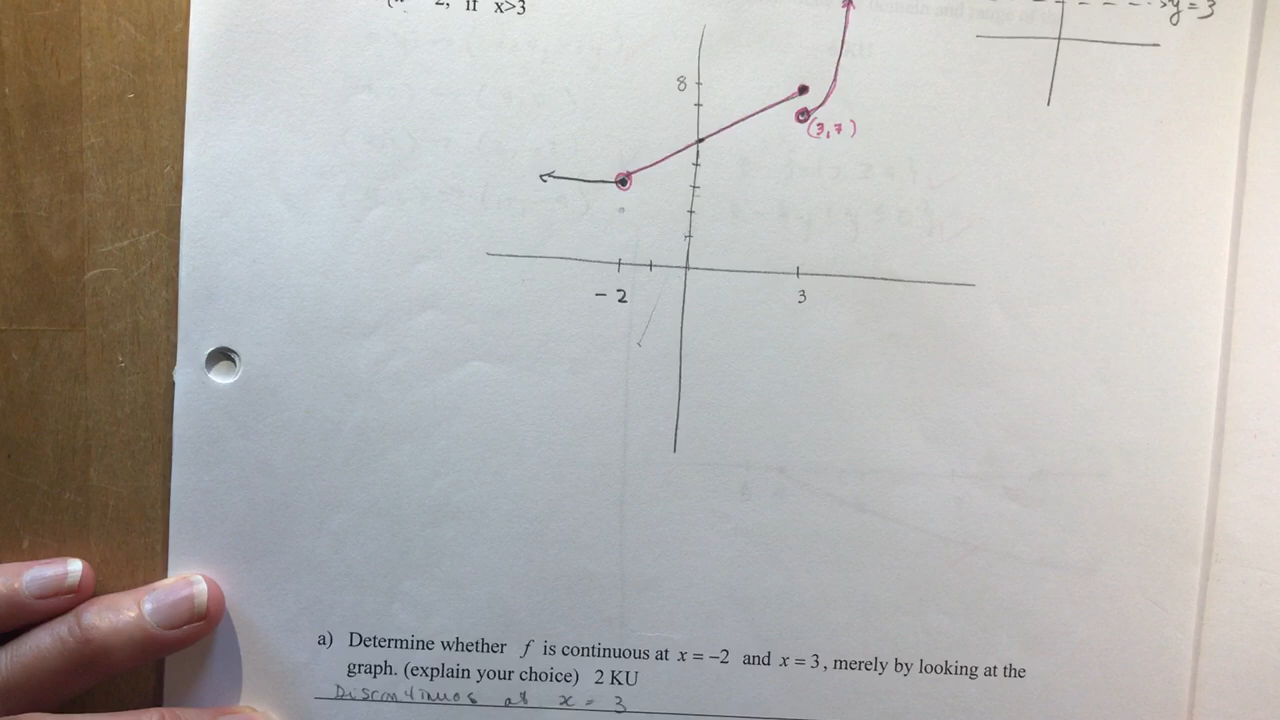 2, if x>3
y=3
8
(3,7)
-2
3
a) Determine whether f is continuous at x = −2 and x = 3, merely by looking at the
graph. (explain your choice) 2 KU
Discontinuos at x = 3